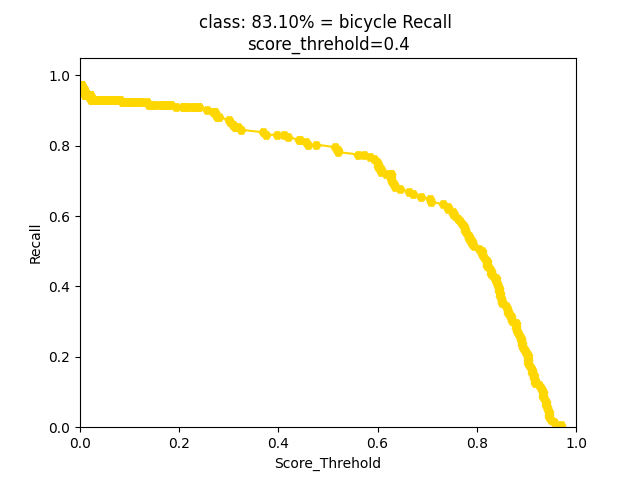 class: 83.10% = bicycle Recall
score_threhold=0.4
1.0
0.8
0.6
0.4
0.2
0.0
Recall
0.0 0.2 0.4 0.6 0.8 1.0
Score_Threhold